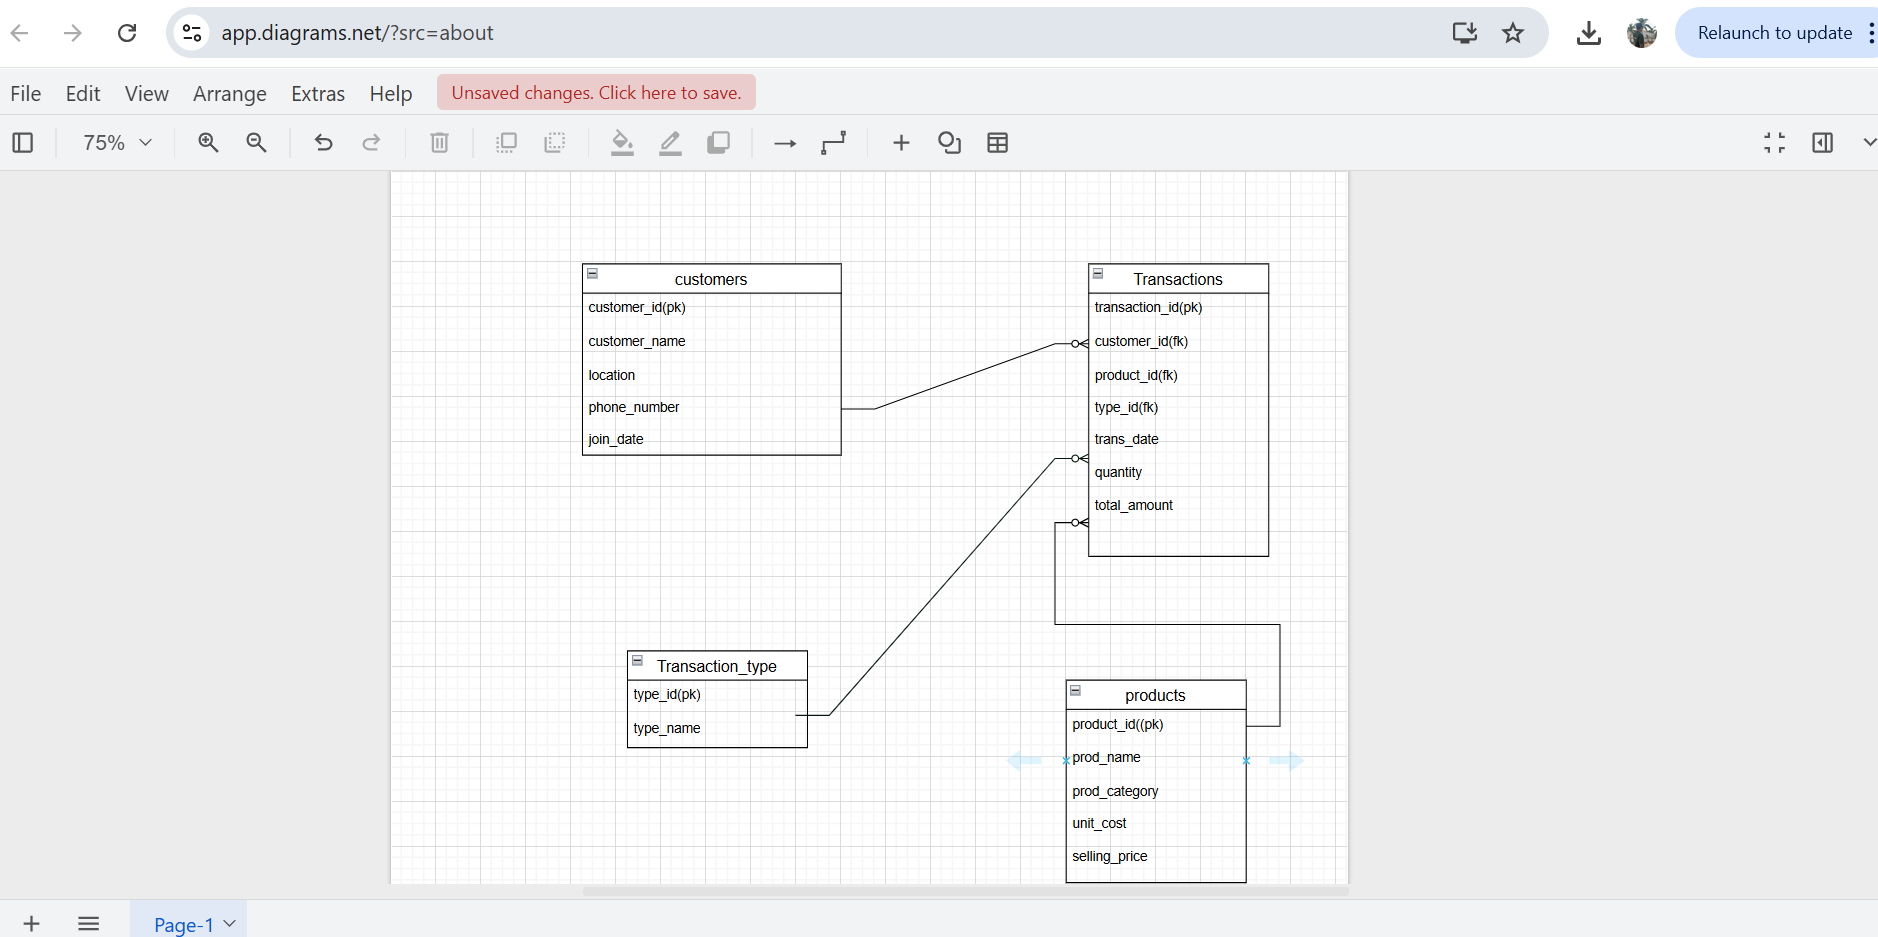 app.diagrams.net/?src=about
Relaunch to update
File Edit View Arrange Extras Help
Unsaved changes. Click here to save.
75%
customers
customer_id(pk)
customer_name
location
phone_number
join_date
Transactions
transaction_id(pk)
customer_id(fk)
product_id(fk)
type_id(fk)
trans_date
quantity
total_amount
Transaction_type
type_id(pk)
type_name
products
product_id((pk)
prod_name
prod_category
unit_cost
selling_price
Page-1